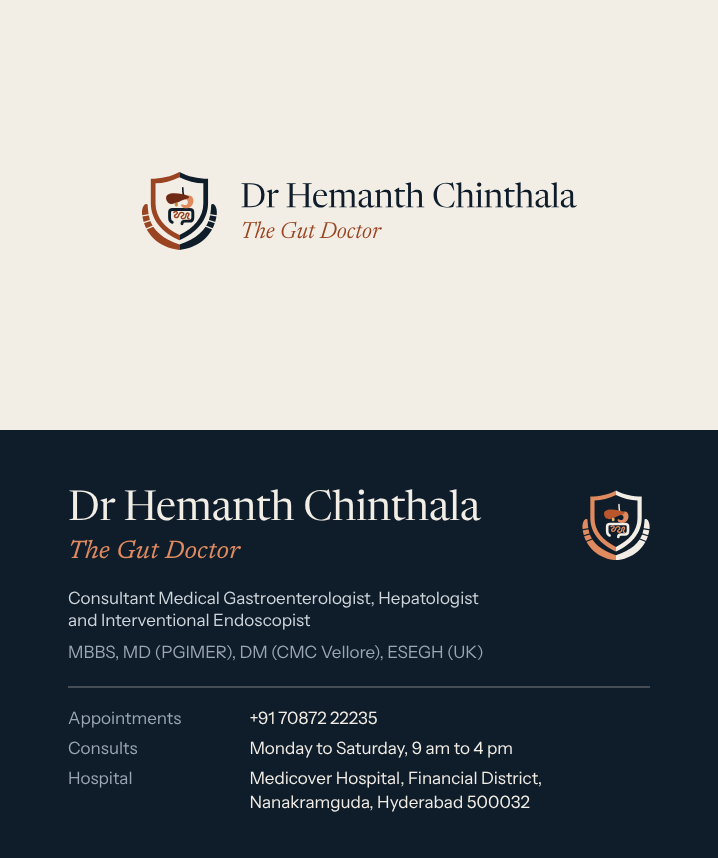 Dr Hemanth Chinthala
The Gut Doctor
Dr Hemanth Chinthala
The Gut Doctor
Consultant Medical Gastroenterologist, Hepatologist
and Interventional Endoscopist
MBBS, MD (PGIMER), DM (CMC Vellore), ESEGH (UK)
Appointments +91 70872 22235
Consults Monday to Saturday, 9 am to 4 pm
Hospital Medicover Hospital, Financial District,
Nanakramguda, Hyderabad 500032